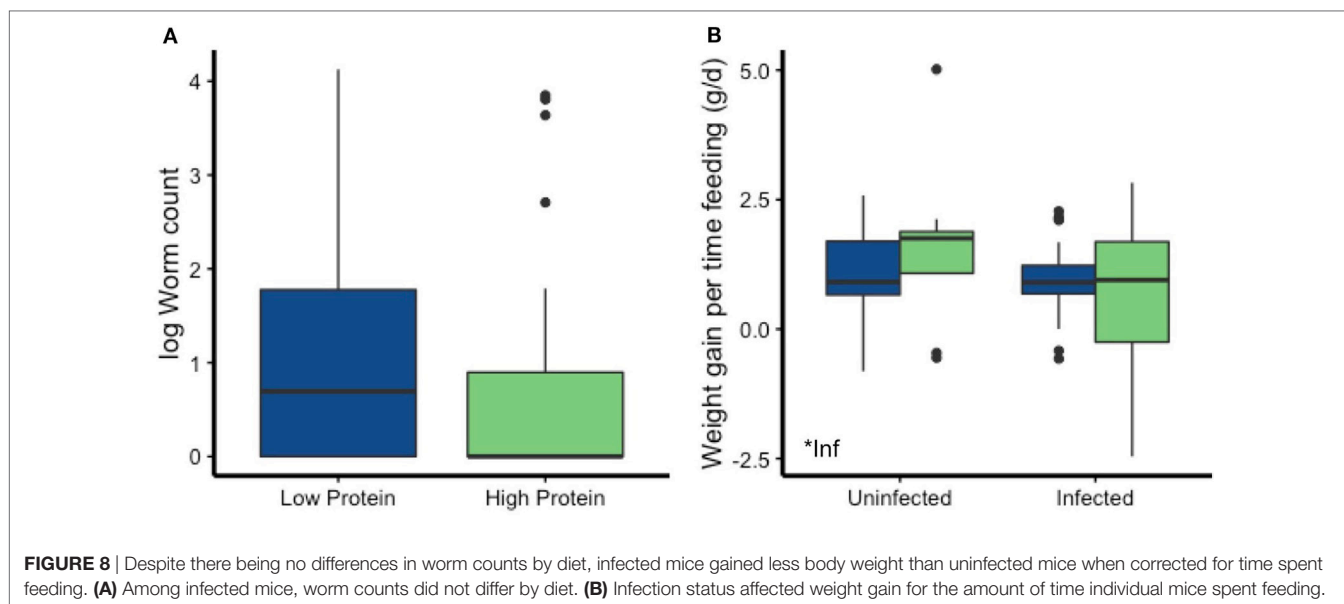 A
log Worm count
4
3
2
1
0
Low Protein High Protein
B
Weight gain per time feeding (g/d)
5.0
2.5
0.0
-2.5
*Inf
Uninfected Infected
FIGURE 8 | Despite there being no differences in worm counts by diet, infected mice gained less body weight than uninfected mice when corrected for time spent
feeding. (A) Among infected mice, worm counts did not differ by diet. (B) Infection status affected weight gain for the amount of time individual mice spent feeding.